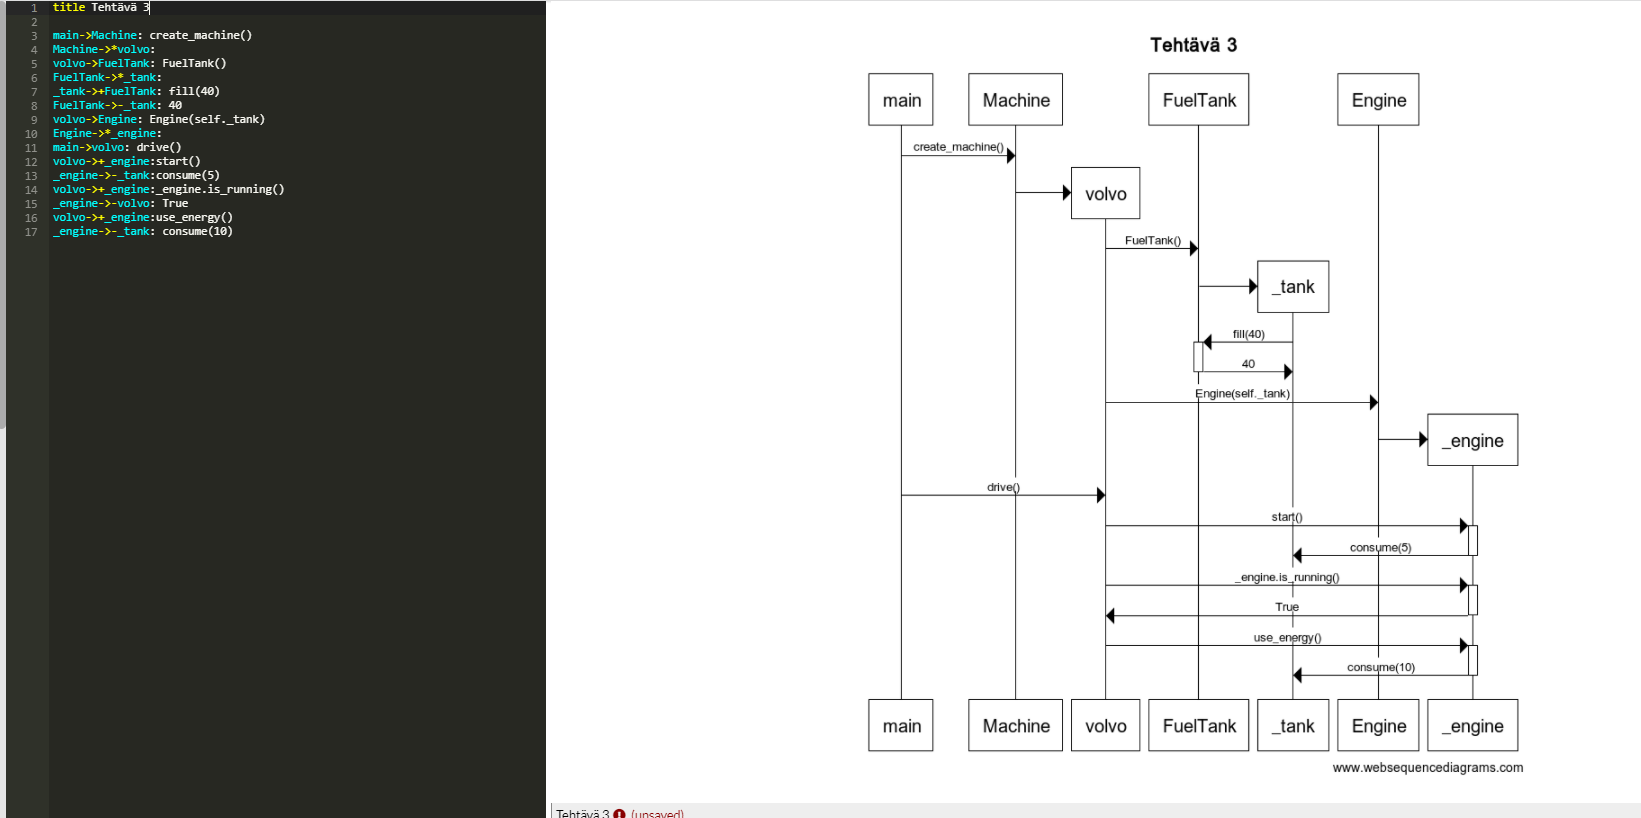 1 title Tehtävä 3
2
3 main->Machine: create_machine()
4 Machine->*volvo:
5 volvo->FuelTank: FuelTank()
6 FuelTank->*_tank:
7 _tank->+FuelTank: fill(40)
8 FuelTank->-_tank: 40
9 volvo->Engine: Engine(self._tank)
10 Engine->*_engine:
11 main->volvo: drive()
12 volvo->+_engine:start()
13 _engine->-_tank:consume(5)
14 volvo->+_engine:_engine.is_running()
15 _engine->-volvo: True
16 volvo->+_engine:use_energy()
17 _engine->-_tank: consume(10)
Tehtävä 3
main Machine FuelTank Engine
create_machine()
volvo
FuelTank()
_tank
fill(40)
40
Engine(self._tank)
_engine
drive()
start()
consume(5)
_engine.is_running()
True
use_energy()
consume(10)
main Machine volvo FuelTank _tank Engine _engine
www.websequencediagrams.com
Tehtävä 3 (unsaved)